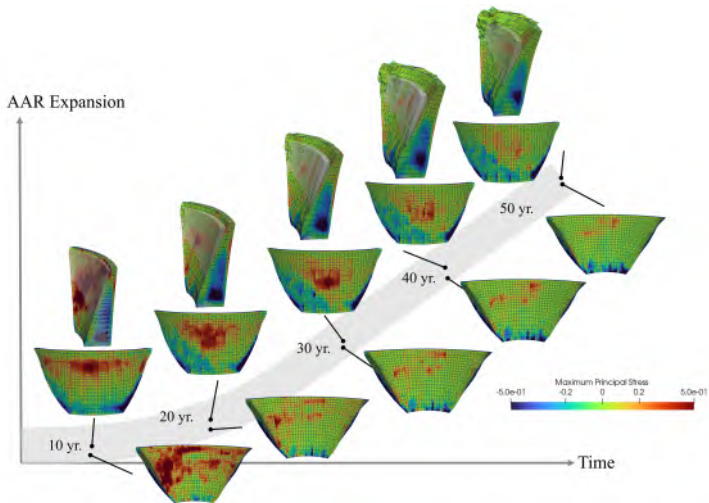 AAR Expansion
50 yr.
40 yr.
30 yr.
20 yr.
10 yr.
Maximum Principal Stress
-5.0e-01 -0.2 0 0.2 5.0e-01
Time